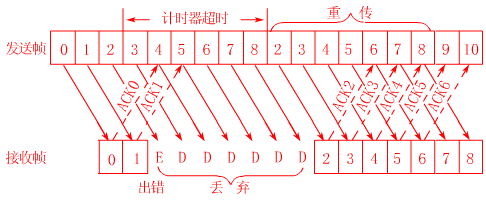 计时器超时 重传
发送帧 0 1 2 3 4 5 6 7 8 2 3 4 5 6 7 8 9 10
ACK0 ACK1 ACK2 ACK3 ACK4 ACK5 ACK6
接收帧 0 1 E D D D D D D 2 3 4 5 6 7 8
出错 丢弃